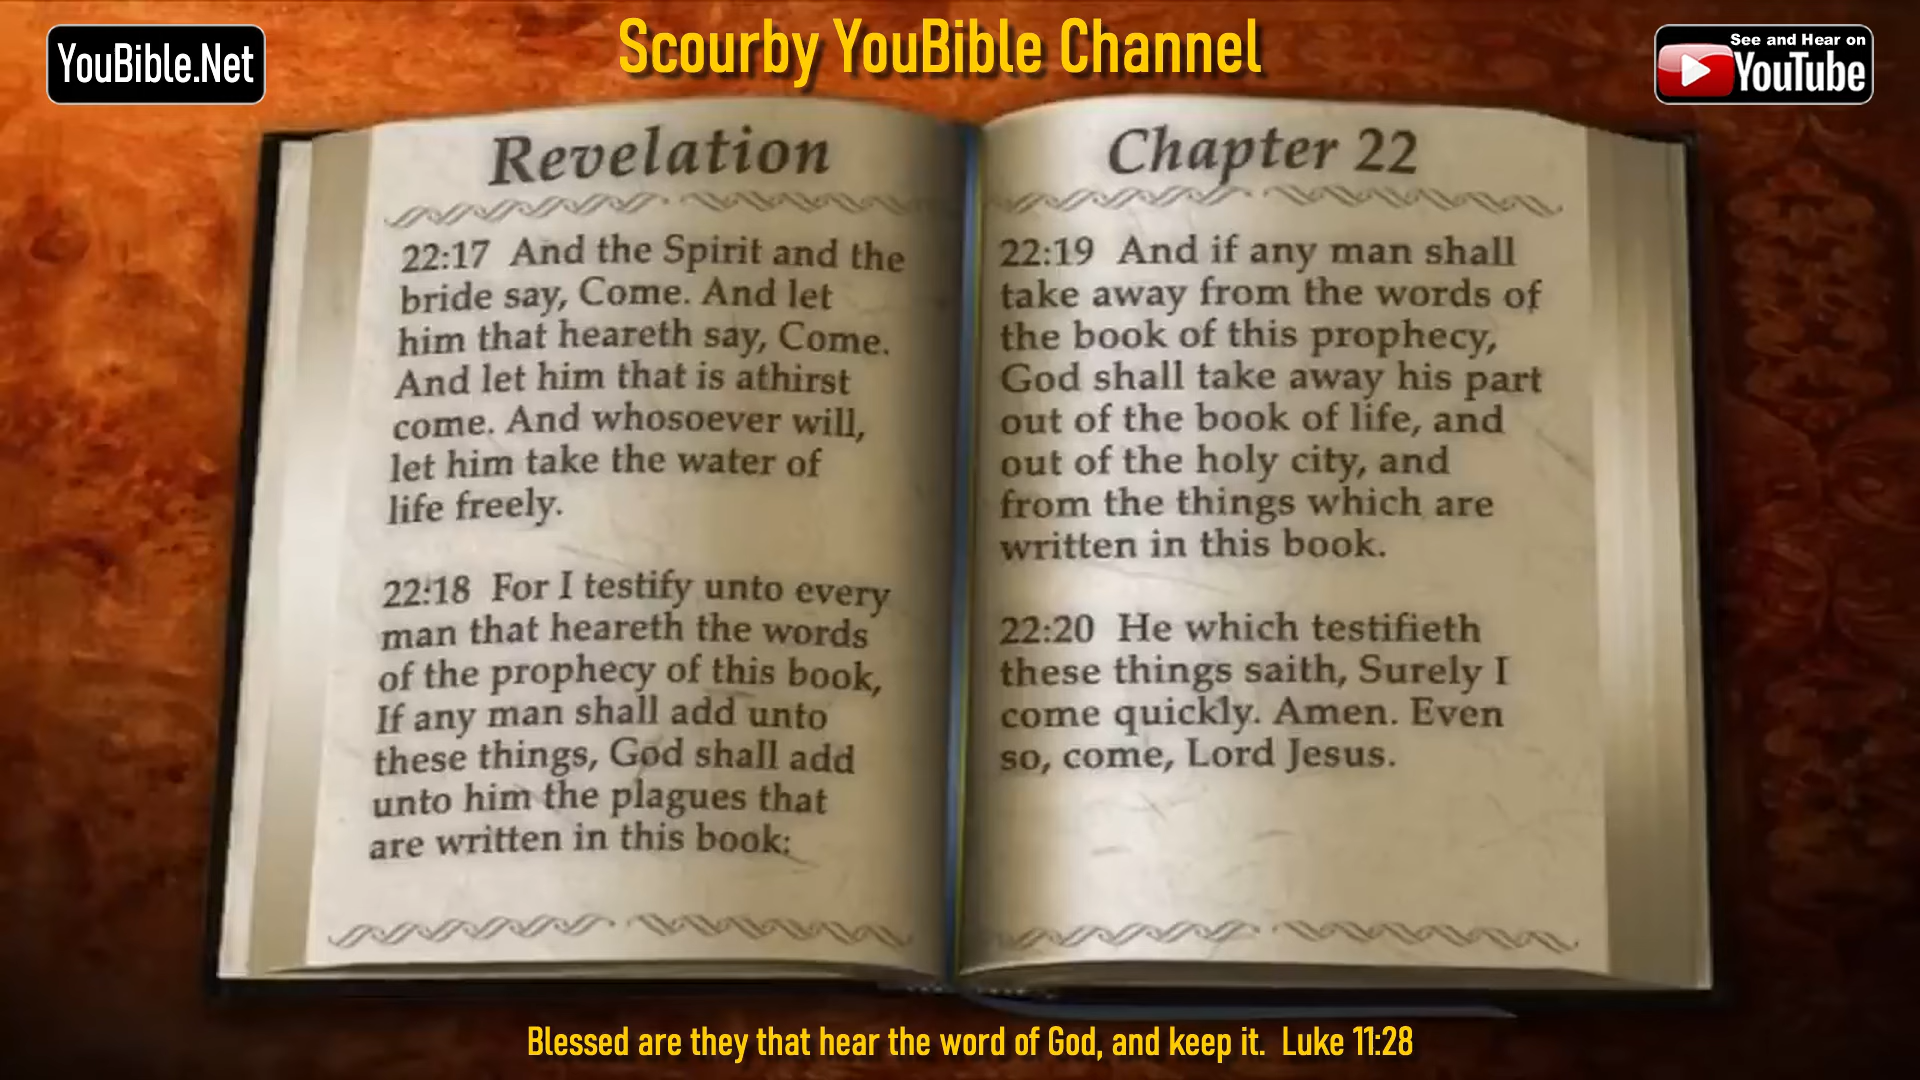 YouBible.Net
Scourby YouBible Channel
See and Hear on
YouTube
Revelation
22:17 And the Spirit and the
bride say, Come. And let
him that heareth say, Come.
And let him that is athirst
come. And whosoever will,
let him take the water of
life freely.
22:18 For I testify unto every
man that heareth the words
of the prophecy of this book,
If any man shall add unto
these things, God shall add
unto him the plagues that
are written in this book:
Chapter 22
22:19 And if any man shall
take away from the words of
the book of this prophecy,
God shall take away his part
out of the book of life, and
out of the holy city, and
from the things which are
written in this book.
22:20 He which testifieth
these things saith, Surely I
come quickly. Amen. Even
so, come, Lord Jesus.
Blessed are they that hear the word of God, and keep it. Luke 11:28